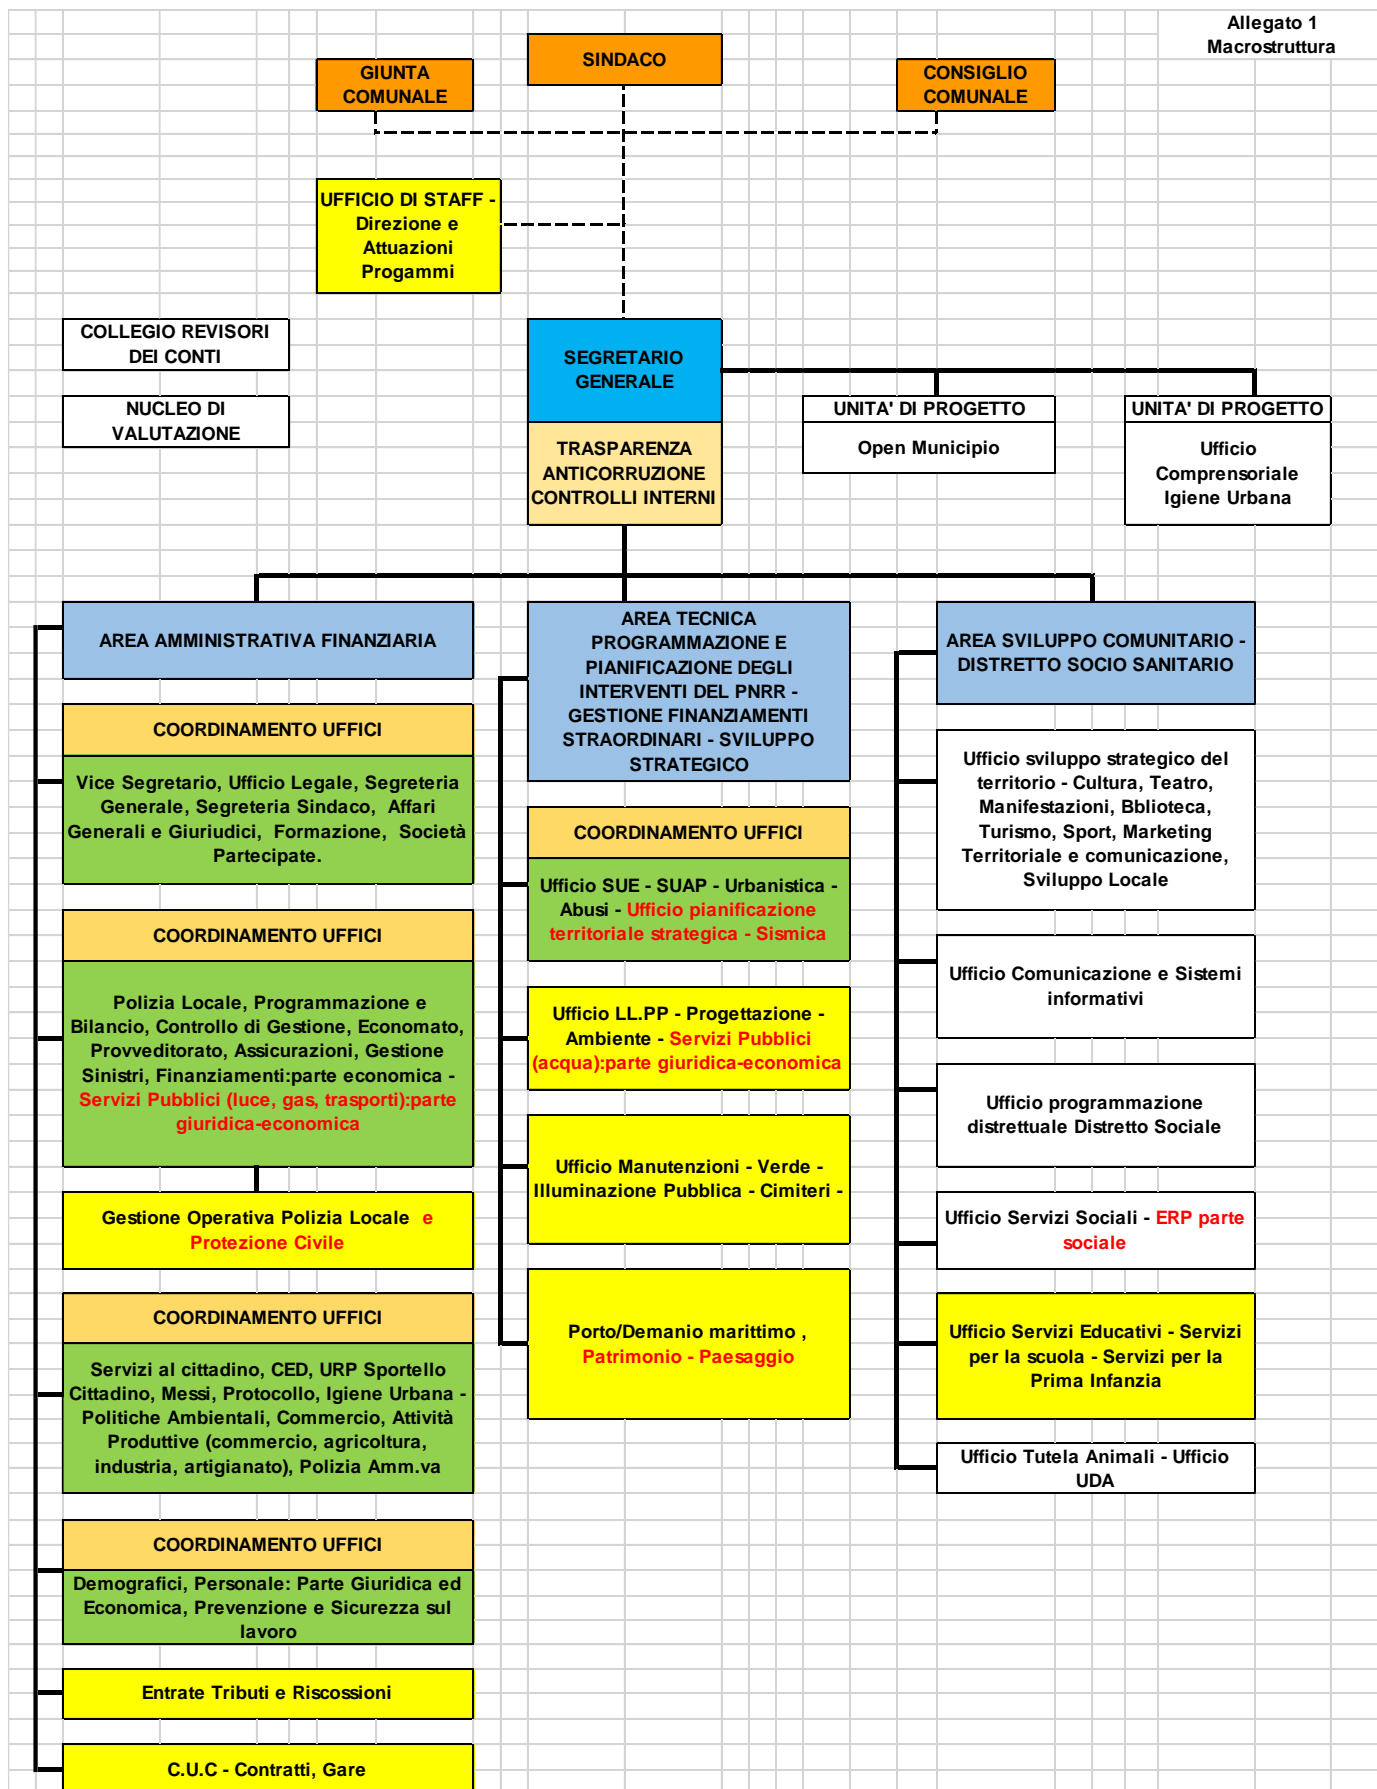 Allegato 1
Macrostruttura
SINDACO
GIUNTA
COMUNALE
CONSIGLIO
COMUNALE
UFFICIO DI STAFF -
Direzione e
Attuazioni
Progammi
COLLEGIO REVISORI
DEI CONTI
NUCLEO DI
VALUTAZIONE
SEGRETARIO
GENERALE
TRASPARENZA
ANTICORRUZIONE
CONTROLLI INTERNI
UNITA' DI PROGETTO
Open Municipio
UNITA' DI PROGETTO
Ufficio
Comprensoriale
Igiene Urbana
AREA AMMINISTRATIVA FINANZIARIA
COORDINAMENTO UFFICI
Vice Segretario, Ufficio Legale, Segreteria
Generale, Segreteria Sindaco, Affari
Generali e Giuriudici, Formazione, Società
Partecipate.
COORDINAMENTO UFFICI
Polizia Locale, Programmazione e
Bilancio, Controllo di Gestione, Economato,
Provveditorato, Assicurazioni, Gestione
Sinistri, Finanziamenti:parte economica -
Servizi Pubblici (luce, gas, trasporti):parte
giuridica-economica
Gestione Operativa Polizia Locale e
Protezione Civile
COORDINAMENTO UFFICI
Servizi al cittadino, CED, URP Sportello
Cittadino, Messi, Protocollo, Igiene Urbana -
Politiche Ambientali, Commercio, Attività
Produttive (commercio, agricoltura,
industria, artigianato), Polizia Amm.va
COORDINAMENTO UFFICI
Demografici, Personale: Parte Giuridica ed
Economica, Prevenzione e Sicurezza sul
lavoro
Entrate Tributi e Riscossioni
C.U.C - Contratti, Gare
AREA TECNICA
PROGRAMMAZIONE E
PIANIFICAZIONE DEGLI
INTERVENTI DEL PNRR -
GESTIONE FINANZIAMENTI
STRAORDINARI - SVILUPPO
STRATEGICO
COORDINAMENTO UFFICI
Ufficio SUE - SUAP - Urbanistica -
Abusi - Ufficio pianificazione
territoriale strategica - Sismica
Ufficio LL.PP - Progettazione -
Ambiente - Servizi Pubblici
(acqua):parte giuridica-economica
Ufficio Manutenzioni - Verde -
Illuminazione Pubblica - Cimiteri -
Porto/Demanio marittimo ,
Patrimonio - Paesaggio
AREA SVILUPPO COMUNITARIO -
DISTRETTO SOCIO SANITARIO
Ufficio sviluppo strategico del
territorio - Cultura, Teatro,
Manifestazioni, Bblioteca,
Turismo, Sport, Marketing
Territoriale e comunicazione,
Sviluppo Locale
Ufficio Comunicazione e Sistemi
informativi
Ufficio programmazione
distrettuale Distretto Sociale
Ufficio Servizi Sociali - ERP parte
sociale
Ufficio Servizi Educativi - Servizi
per la scuola - Servizi per la
Prima Infanzia
Ufficio Tutela Animali - Ufficio
UDA